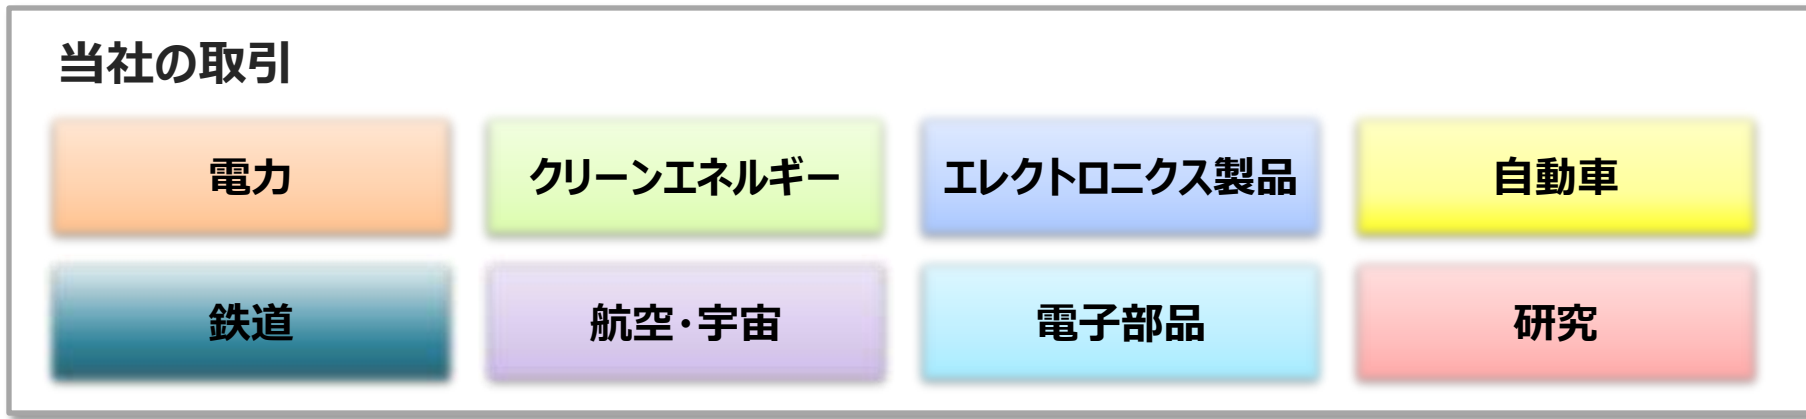 当社の取引
電力
クリーンエネルギー
エレクトロニクス製品
自動車
鉄道
航空・宇宙
電子部品
研究